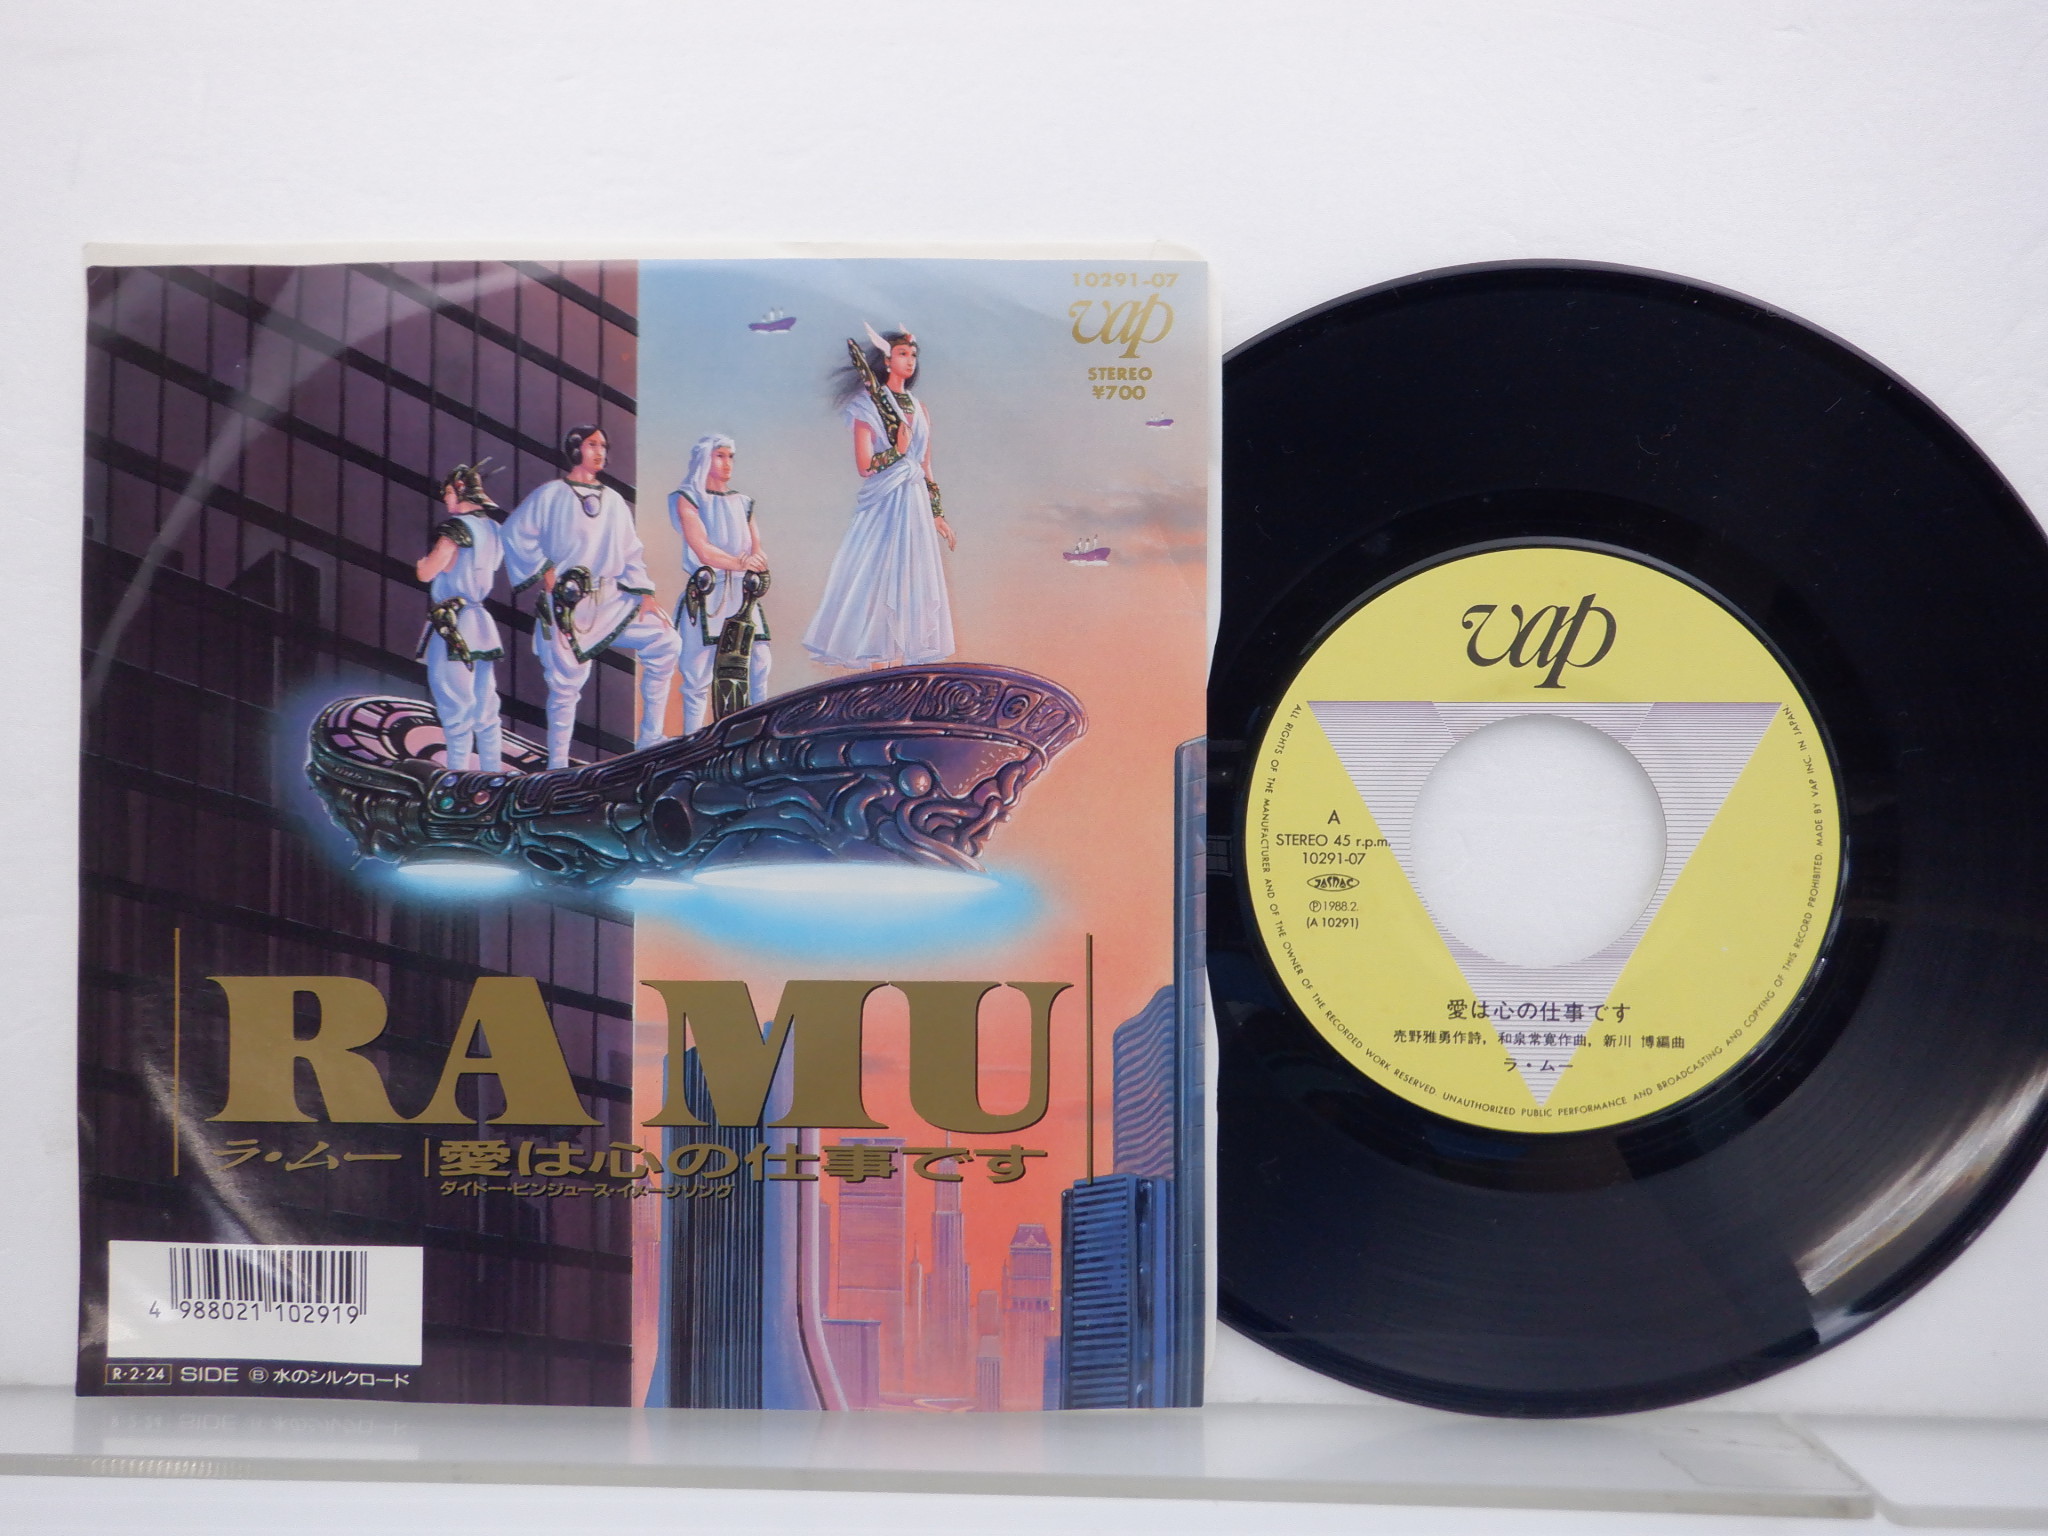 10291-07
vap
STEREO
¥700
RA MU
ラ・ムー | 愛は心の仕事です
ダイドー・ビンジュース・イメージソング
4 988021 102919
R・2・24 SIDE Ⓑ 水のシルクロード
vap
A
STEREO 45 r.p.m.
10291-07
JASRAC
Ⓟ1988.2.
(A 10291)
愛は心の仕事です
売野雅勇作詩, 和泉常寛作曲, 新川 博編曲
ラ・ムー
ALL RIGHTS OF THE MANUFACTURER AND OF THE OWNER OF THE RECORDED WORK RESERVED. UNAUTHORIZED PUBLIC PERFORMANCE AND BROADCASTING AND COPYING OF THIS RECORD PROHIBITED. MADE BY VAP INC. IN JAPAN.